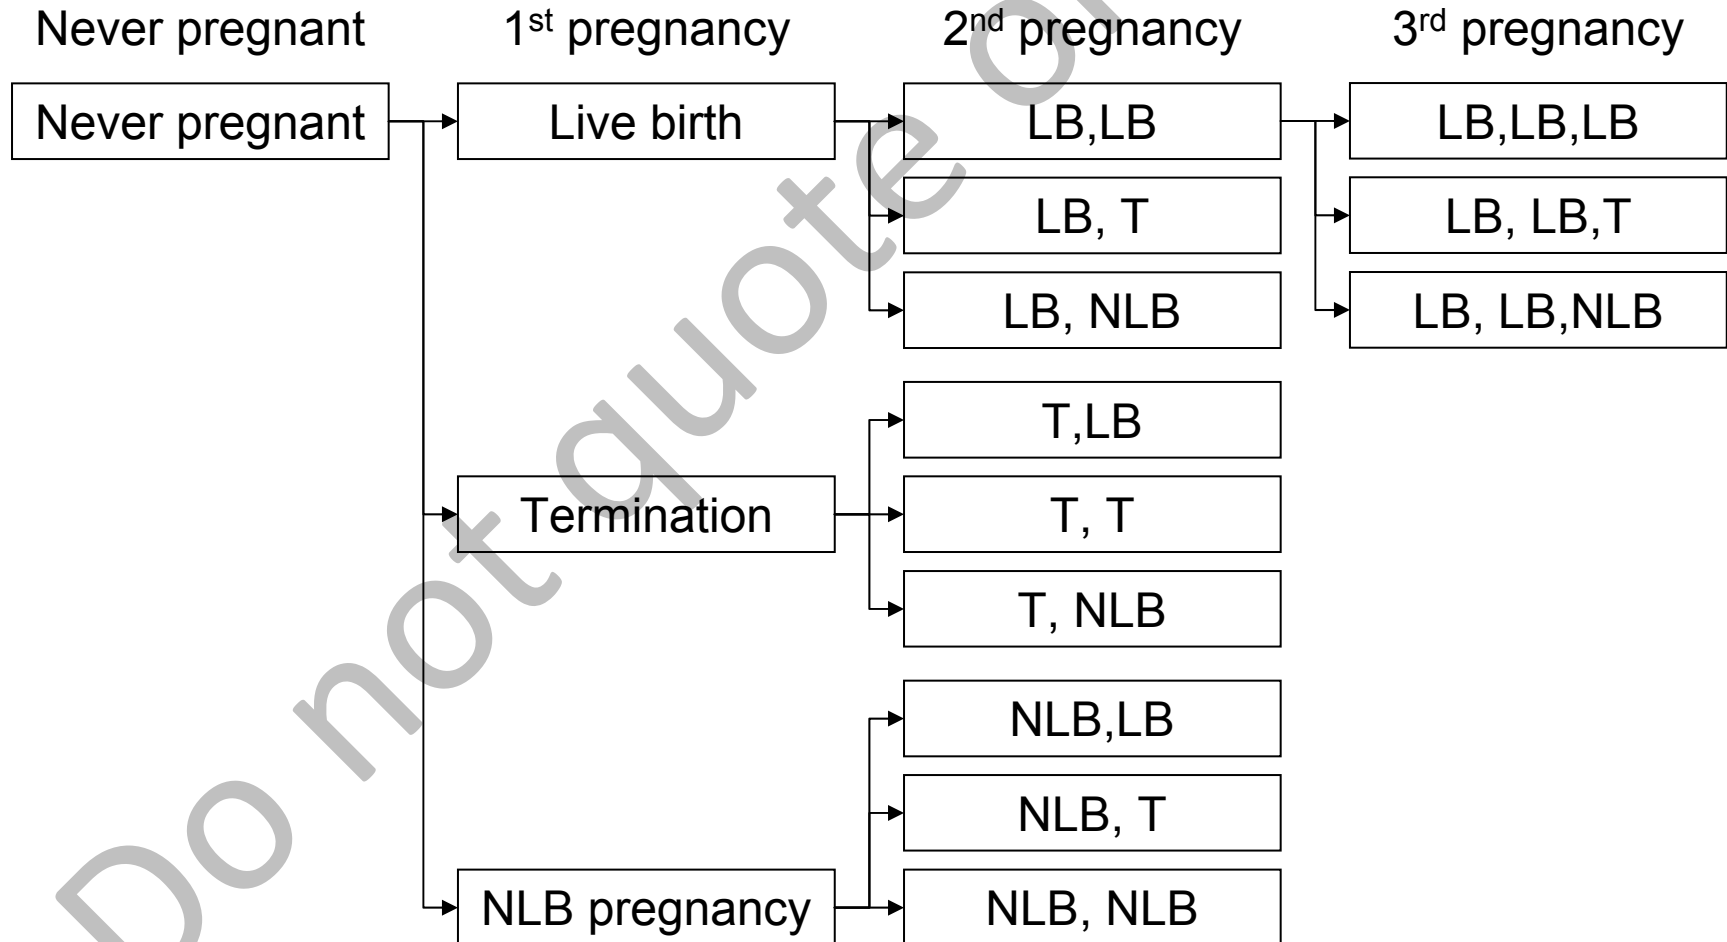 Never pregnant 1st pregnancy 2nd pregnancy 3rd pregnancy
Never pregnant Live birth LB,LB LB,LB,LB
LB, T LB, LB,T
LB, NLB LB, LB,NLB
T,LB
Termination T, T
T, NLB
NLB,LB
NLB, T
NLB pregnancy NLB, NLB
Do not quote